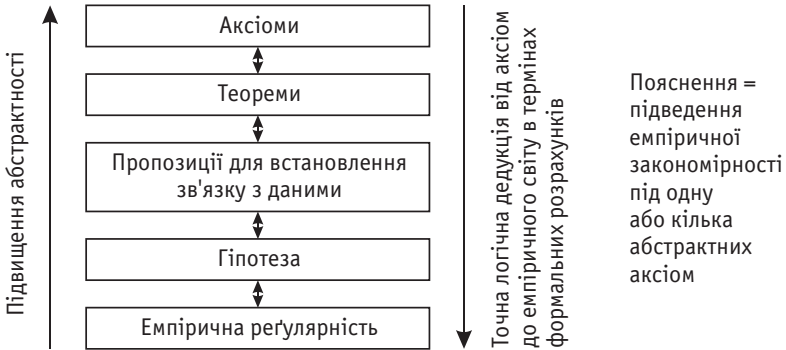 Підвищення абстрактності
Аксіоми
Теореми
Пропозиції для встановлення
зв'язку з даними
Гіпотеза
Емпірична реґулярність
Точна логічна дедукція від аксіом
до емпіричного світу в термінах
формальних розрахунків
Пояснення =
підведення
емпіричної
закономірності
під одну
або кілька
абстрактних
аксіом